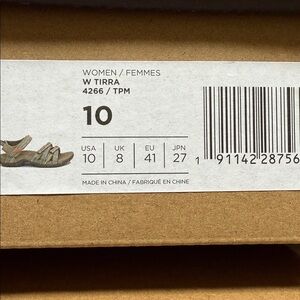 WOMEN / FEMMES
W TIRRA
4266 / TPM
10
USA UK EU JPN
10 8 41 27
1 91142 28756
MADE IN CHINA / FABRIQUÉ EN CHINE